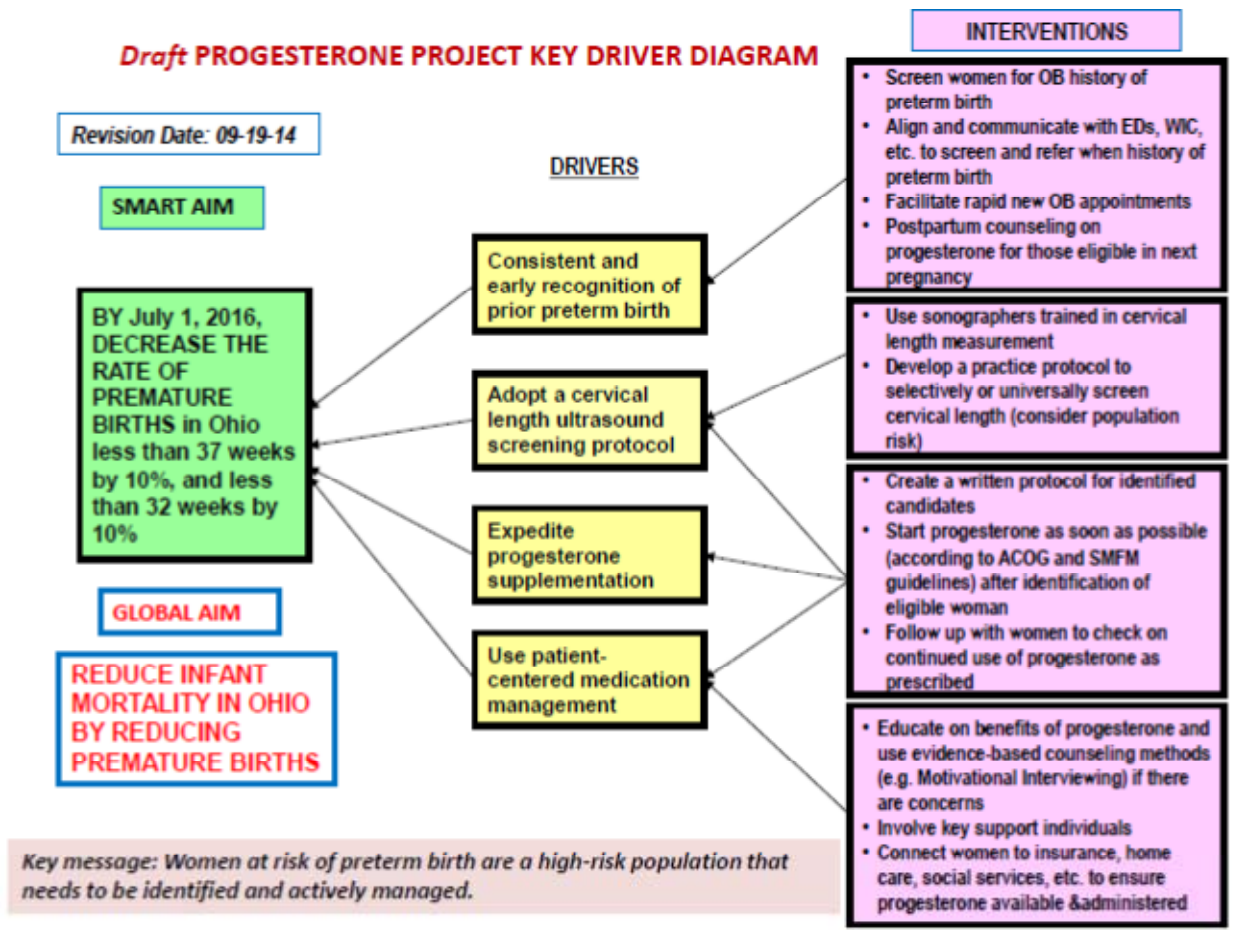 Draft PROGESTERONE PROJECT KEY DRIVER DIAGRAM
Revision Date: 09-19-14
SMART AIM
BY July 1, 2016,
DECREASE THE
RATE OF
PREMATURE
BIRTHS in Ohio
less than 37 weeks
by 10%, and less
than 32 weeks by
10%
GLOBAL AIM
REDUCE INFANT
MORTALITY IN OHIO
BY REDUCING
PREMATURE BIRTHS
DRIVERS
Consistent and
early recognition of
prior preterm birth
Adopt a cervical
length ultrasound
screening protocol
Expedite
progesterone
supplementation
Use patient-
centered medication
management
INTERVENTIONS
• Screen women for OB history of
preterm birth
• Align and communicate with EDs, WIC,
etc. to screen and refer when history of
preterm birth
• Facilitate rapid new OB appointments
• Postpartum counseling on
progesterone for those eligible in next
pregnancy
• Use sonographers trained in cervical
length measurement
• Develop a practice protocol to
selectively or universally screen
cervical length (consider population
risk)
• Create a written protocol for identified
candidates
• Start progesterone as soon as possible
(according to ACOG and SMFM
guidelines) after identification of
eligible woman
• Follow up with women to check on
continued use of progesterone as
prescribed
• Educate on benefits of progesterone and
use evidence-based counseling methods
(e.g. Motivational Interviewing) if there
are concerns
• Involve key support individuals
• Connect women to insurance, home
care, social services, etc. to ensure
progesterone available &administered
Key message: Women at risk of preterm birth are a high-risk population that
needs to be identified and actively managed.